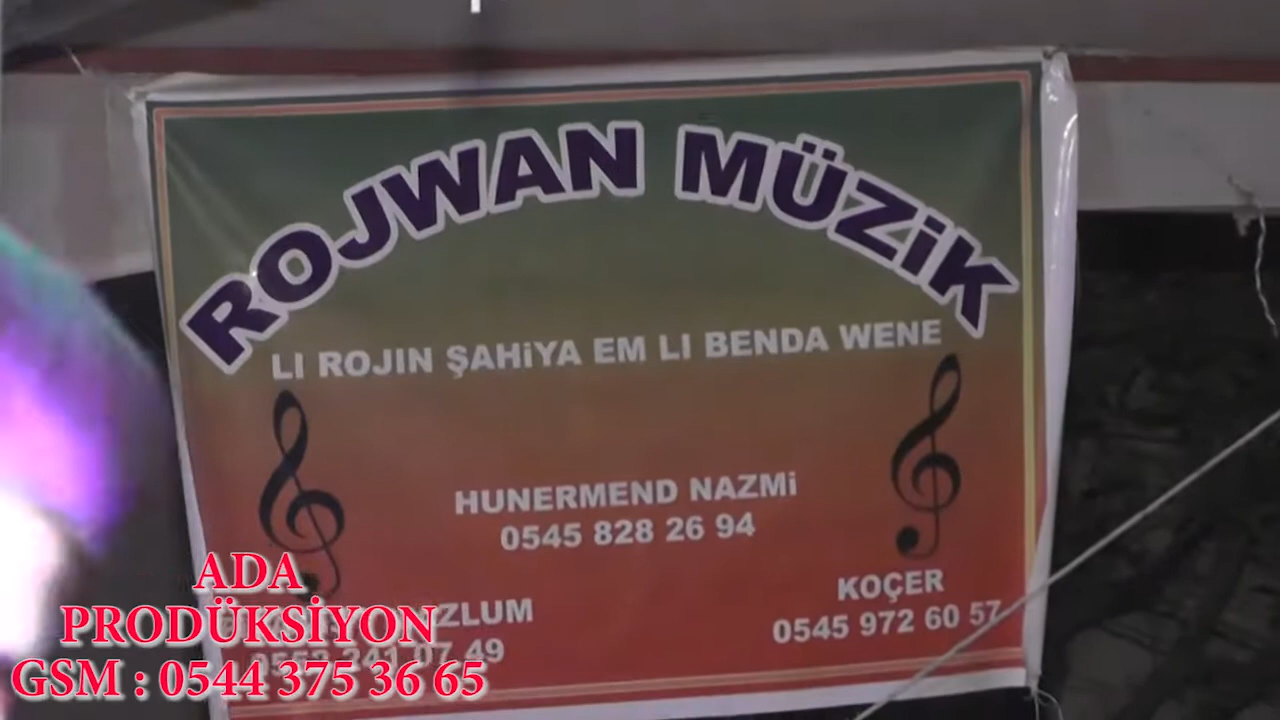 ROJWAN MÜZiK
LI ROJIN ŞAHiYA EM LI BENDA WENE
HUNERMEND NAZMi
0545 828 26 94
KOÇER
0545 972 60 57
ADA
PRODÜKSİYON
GSM : 0544 375 36 65